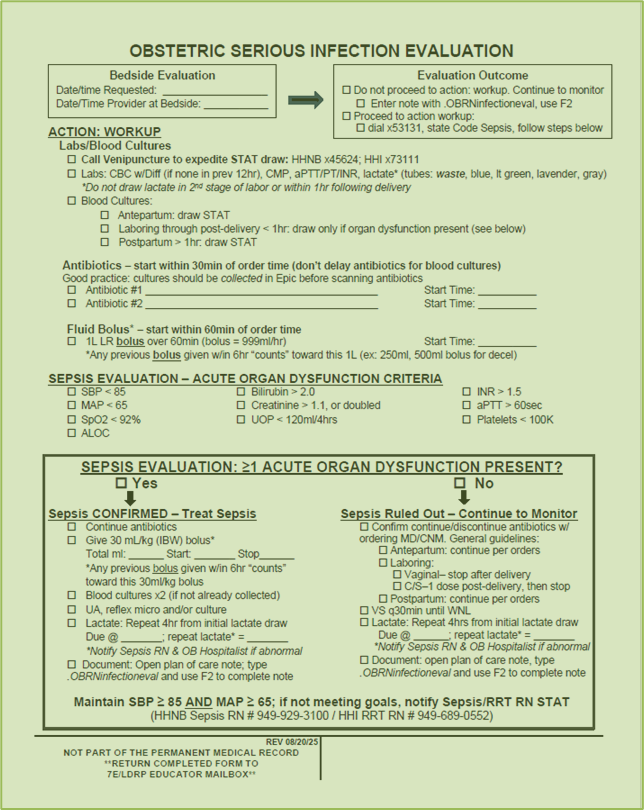 OBSTETRIC SERIOUS INFECTION EVALUATION
Bedside Evaluation
Date/time Requested: ____________________
Date/Time Provider at Bedside: ______________
Evaluation Outcome
☐ Do not proceed to action: workup. Continue to monitor
☐ Enter note with .OBRNinfectioneval, use F2
☐ Proceed to action workup:
☐ dial x53131, state Code Sepsis, follow steps below
ACTION: WORKUP
Labs/Blood Cultures
☐ Call Venipuncture to expedite STAT draw: HHNB x45624; HHI x73111
☐ Labs: CBC w/Diff (if none in prev 12hr), CMP, aPTT/PT/INR, lactate* (tubes: waste, blue, lt green, lavender, gray)
*Do not draw lactate in 2nd stage of labor or within 1hr following delivery
☐ Blood Cultures:
☐ Antepartum: draw STAT
☐ Laboring through post-delivery < 1hr: draw only if organ dysfunction present (see below)
☐ Postpartum > 1hr: draw STAT
Antibiotics – start within 30min of order time (don't delay antibiotics for blood cultures)
Good practice: cultures should be collected in Epic before scanning antibiotics
☐ Antibiotic #1 ____________________ Start Time: _________
☐ Antibiotic #2 ____________________ Start Time: _________
Fluid Bolus* – start within 60min of order time
☐ 1L LR bolus over 60min (bolus = 999ml/hr) Start Time: _________
*Any previous bolus given w/in 6hr "counts" toward this 1L (ex: 250ml, 500ml bolus for decel)
SEPSIS EVALUATION – ACUTE ORGAN DYSFUNCTION CRITERIA
☐ SBP < 85 ☐ Bilirubin > 2.0 ☐ INR > 1.5
☐ MAP < 65 ☐ Creatinine > 1.1, or doubled ☐ aPTT > 60sec
☐ SpO2 < 92% ☐ UOP < 120ml/4hrs ☐ Platelets < 100K
☐ ALOC
SEPSIS EVALUATION: ≥1 ACUTE ORGAN DYSFUNCTION PRESENT?
☐ Yes ☐ No
Sepsis CONFIRMED – Treat Sepsis
☐ Continue antibiotics
☐ Give 30 mL/kg (IBW) bolus*
Total ml: _____ Start: ______ Stop_____
*Any previous bolus given w/in 6hr "counts"
toward this 30ml/kg bolus
☐ Blood cultures x2 (if not already collected)
☐ UA, reflex micro and/or culture
☐ Lactate: Repeat 4hr from initial lactate draw
Due @ ______; repeat lactate* = ______
*Notify Sepsis RN & OB Hospitalist if abnormal
☐ Document: Open plan of care note; type
.OBRNinfectioneval and use F2 to complete note
Sepsis Ruled Out – Continue to Monitor
☐ Confirm continue/discontinue antibiotics w/
ordering MD/CNM. General guidelines:
☐ Antepartum: continue per orders
☐ Laboring:
☐ Vaginal– stop after delivery
☐ C/S–1 dose post-delivery, then stop
☐ Postpartum: continue per orders
☐ VS q30min until WNL
☐ Lactate: Repeat 4hrs from initial lactate draw
Due @ _____; repeat lactate* = ______
*Notify Sepsis RN & OB Hospitalist if abnormal
☐ Document: open plan of care note, type
.OBRNinfectioneval and use F2 to complete note
Maintain SBP ≥ 85 AND MAP ≥ 65; if not meeting goals, notify Sepsis/RRT RN STAT
(HHNB Sepsis RN # 949-929-3100 / HHI RRT RN # 949-689-0552)
REV 08/20/25
NOT PART OF THE PERMANENT MEDICAL RECORD
**RETURN COMPLETED FORM TO
7E/LDRP EDUCATOR MAILBOX**